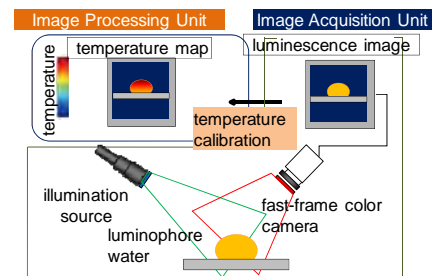 Image Processing Unit
Image Acquisition Unit
temperature map
luminescence image
temperature
temperature
calibration
illumination
source
fast-frame color
camera
luminophore
water